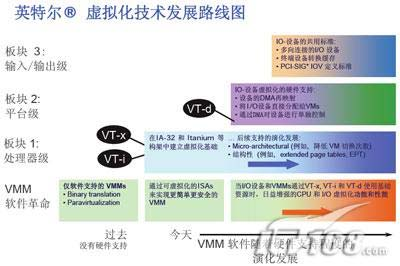 英特尔® 虚拟化技术发展路线图
板块 3:
输入/输出级
IO-设备的共用标准:
• 多向连接的I/O 设备
• 终端设备转换缓存
• PCI-SIG* IOV 定义标准
板块 2:
平台级
VT-d
IO-设备虚拟化的硬件支持:
• 设备的DMA再映射
• 将I/O设备直接分配给VMs
• 通过DMA对设备进行单独控制
板块 1:
处理器级
VT-x
VT-i
在IA-32 和 Itanium 等
构架中建立虚拟化基础
... 后续支持的演化发展:
• Micro-architectural (例如, 降低 VM 切换次数)
• 结构性 (例如, extended page tables, EPT)
VMM
软件革命
仅软件支持的 VMMs
• Binary translation
• Paravirtualization
通过可虚拟化的ISAs
来实现更简单更安全的
VMM
当I/O设备和VMMs通过VT-x, VT-i 和 VT-d 使用基础
资源时, 日益增强的CPU 和 I/O 虚拟化功能和性能
过去
没有硬件支持
今天
VMM 软件随着硬件支持程度的
演化发展
IT168.com